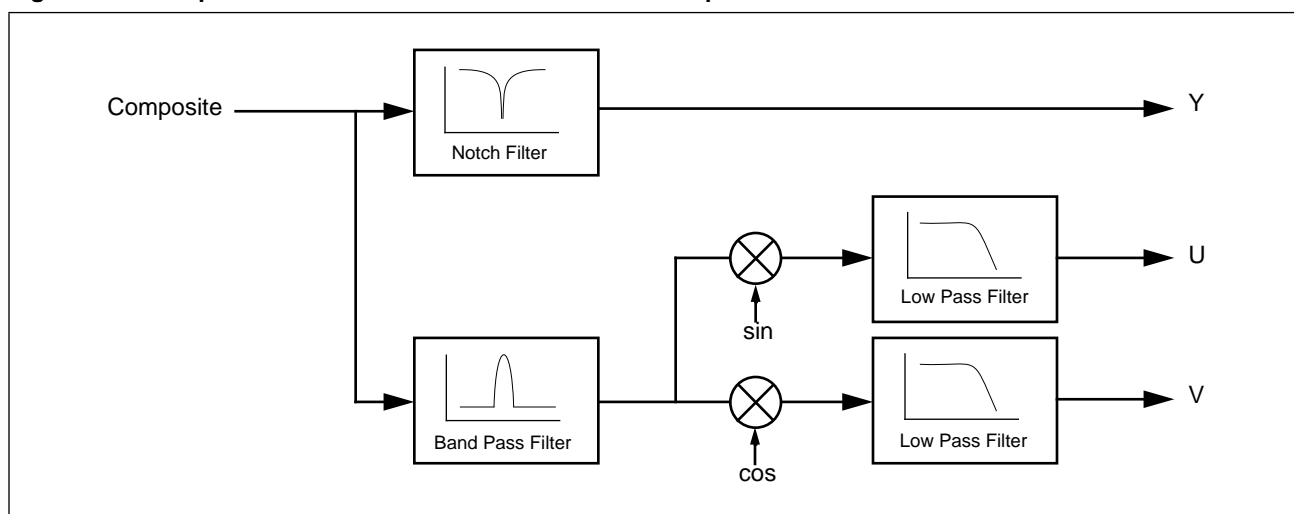 Composite
Notch Filter
Y
Low Pass Filter
U
sin
Band Pass Filter
Low Pass Filter
V
cos